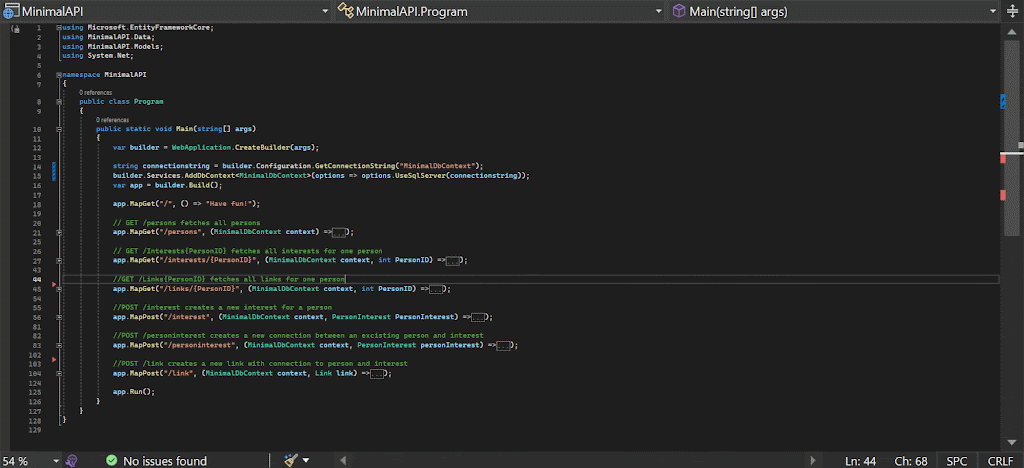 MinimalAPI MinimalAPI.Program Main(string[] args)
1 using Microsoft.EntityFrameworkCore;
2 using MinimalAPI.Data;
3 using MinimalAPI.Models;
4 using System.Net;
5
6 namespace MinimalAPI
7 {
0 references
8 public class Program
9 {
0 references
10 public static void Main(string[] args)
11 {
12 var builder = WebApplication.CreateBuilder(args);
13
14 string connectionstring = builder.Configuration.GetConnectionString("MinimalDbContext");
15 builder.Services.AddDbContext<MinimalDbContext>(options => options.UseSqlServer(connectionstring));
16 var app = builder.Build();
17
18 app.MapGet("/", () => "Have fun!");
19
20 // GET /persons fetches all persons
21 app.MapGet("/persons", (MinimalDbContext context) =>...);
25
26 // GET /Interests{PersonID} fetches all interests for one person
27 app.MapGet("/interests/{PersonID}", (MinimalDbContext context, int PersonID) =>...);
43
44 //GET /Links{PersonID} fetches all links for one person
45 app.MapGet("/links/{PersonID}", (MinimalDbContext context, int PersonID) =>...);
54
55 //POST /interest creates a new interest for a person
56 app.MapPost("/interest", (MinimalDbContext context, PersonInterest PersonInterest) =>...);
81
82 //POST /personinterest creates a new connection between an excisting person and interest
83 app.MapPost("/personinterest", (MinimalDbContext context, PersonInterest personInterest) =>...);
102
103 //POST /link creates a new link with connection to person and interest
104 app.MapPost("/link", (MinimalDbContext context, Link link) =>...);
124
125 app.Run();
126 }
127 }
128 }
129
54 % No issues found Ln: 44 Ch: 68 SPC CRLF